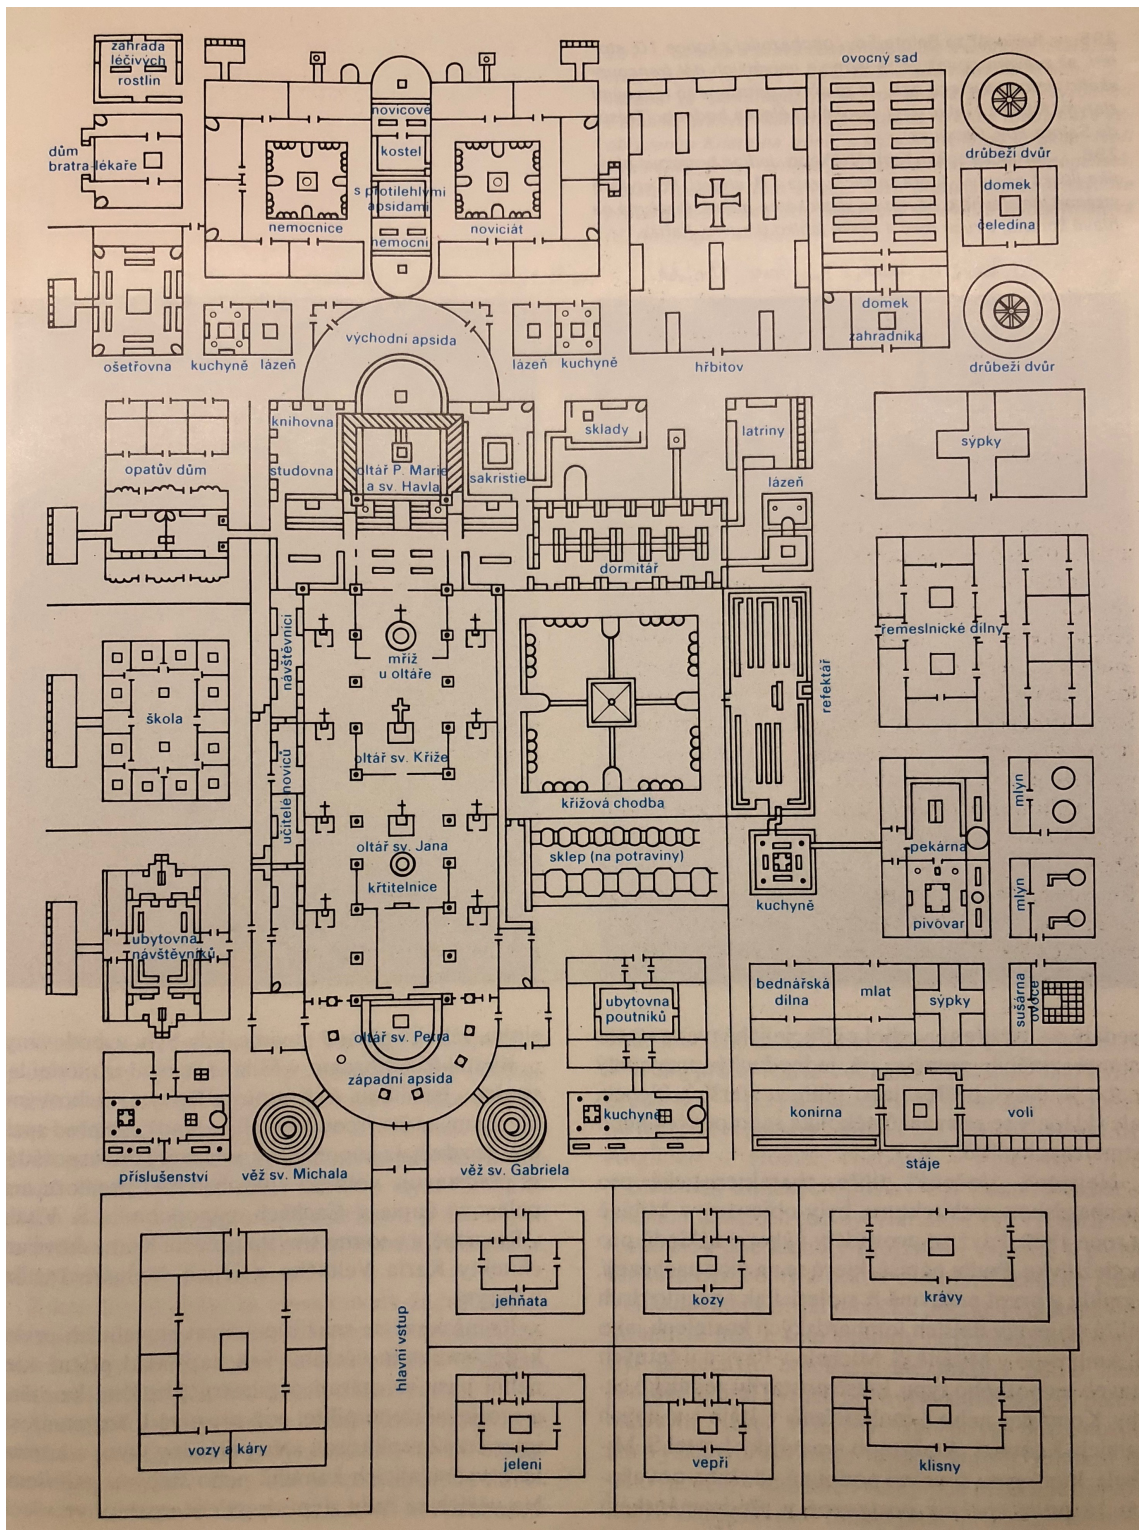 zahrada
léčivých
rostlin
ovocný sad
novicové
dům
bratra-lékaře
kostel
drůbeží dvůr
s protilehlými
apsidami
domek
čeledína
nemocnice
noviciát
nemocní
domek
zahradníka
východní apsida
ošetřovna
kuchyně
lázeň
lázeň
kuchyně
hřbitov
drůbeží dvůr
knihovna
sklady
latriny
sýpky
opatův dům
studovna
oltář P. Marie
a sv. Havla
sakristie
lázeň
dormitář
návštěvníci
řemeslnické dílny
mříž
u oltáře
refektář
škola
oltář sv. Kříže
učitelé noviců
křížová chodba
mlýn
oltář sv. Jana
sklep (na potraviny)
pekárna
křtitelnice
mlýn
kuchyně
pivovar
ubytovna
návštěvníků
bednářská
dílna
mlat
sýpky
sušárna
ovoce
ubytovna
poutníků
oltář sv. Petra
západní apsida
kuchyně
konírna
voli
stáje
příslušenství
věž sv. Michala
věž sv. Gabriela
jehňata
kozy
krávy
hlavní vstup
vozy a káry
jeleni
vepři
klisny